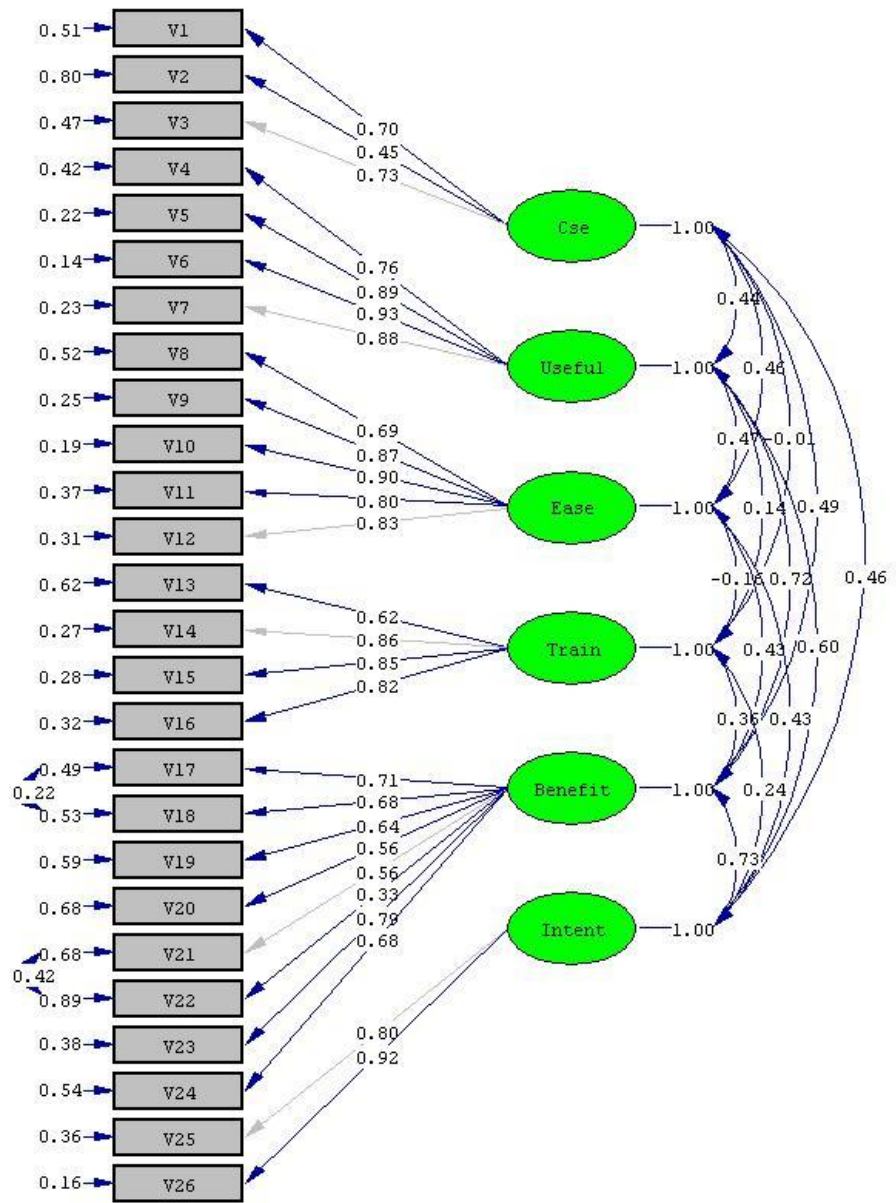 0.51 V1
0.80 V2
0.47 V3
0.70
0.42 V4
0.45
0.73
0.22 V5
Cse 1.00
0.14 V6
0.76
0.89
0.44
0.23 V7
0.93
0.88
0.52 V8
Useful 1.00 0.46
0.25 V9
0.69
0.87
0.47 -0.01
0.19 V10
0.90
0.37 V11
0.80
Ease 1.00 0.14 0.49
0.83
0.31 V12
0.62 V13
-0.16 0.72 0.46
0.62
0.27 V14
0.86
0.85
Train 1.00 0.43 0.60
0.28 V15
0.82
0.32 V16
0.36 0.43
0.49 V17
0.71
0.22
0.68
Benefit 1.00 0.24
0.53 V18
0.64
0.59 V19
0.56
0.56
0.73
0.68 V20
0.33
0.79
0.68
Intent 1.00
0.68 V21
0.42
0.89 V22
0.80
0.38 V23
0.92
0.54 V24
0.36 V25
0.16 V26